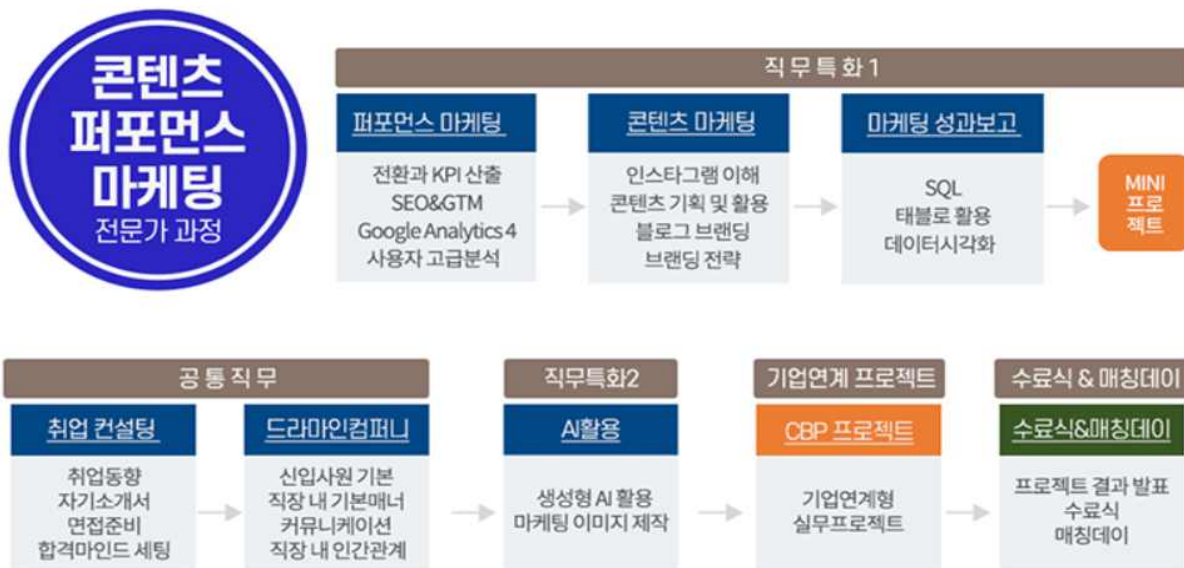 콘텐츠
퍼포먼스
마케팅
전문가 과정
직무특화 1
퍼포먼스 마케팅
전환과 KPI 산출
SEO&GTM
Google Analytics 4
사용자 고급분석
콘텐츠 마케팅
인스타그램 이해
콘텐츠 기획 및 활용
블로그 브랜딩
브랜딩 전략
마케팅 성과보고
SQL
태블로 활용
데이터시각화
MINI
프로
젝트
공통직무
취업 컨설팅
취업동향
자기소개서
면접준비
합격마인드 세팅
드라마인컴퍼니
신입사원 기본
직장 내 기본매너
커뮤니케이션
직장 내 인간관계
직무특화2
AI활용
생성형 AI 활용
마케팅 이미지 제작
기업연계 프로젝트
CBP 프로젝트
기업연계형
실무프로젝트
수료식 & 매칭데이
수료식&매칭데이
프로젝트 결과 발표
수료식
매칭데이